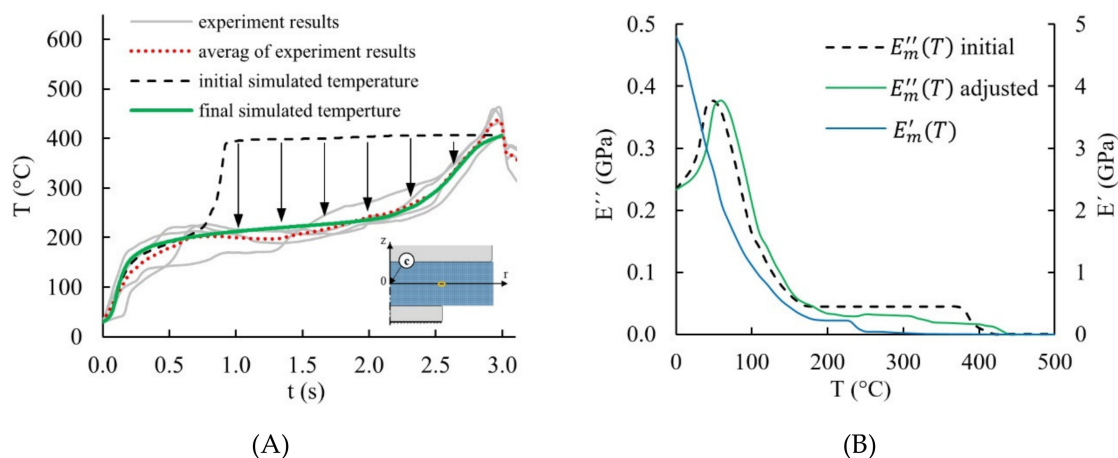 experiment results
averag of experiment results
initial simulated temperature
final simulated temperture
T (°C)
600
500
400
300
200
100
0
0.0 0.5 1.0 1.5 2.0 2.5 3.0
t (s)
z
c
0
r
(A)
E''ₘ(T) initial
E''ₘ(T) adjusted
E'ₘ(T)
E´´ (GPa)
0.5
0.4
0.3
0.2
0.1
0.0
E´ (GPa)
5
4
3
2
1
0
0 100 200 300 400 500
T (°C)
(B)